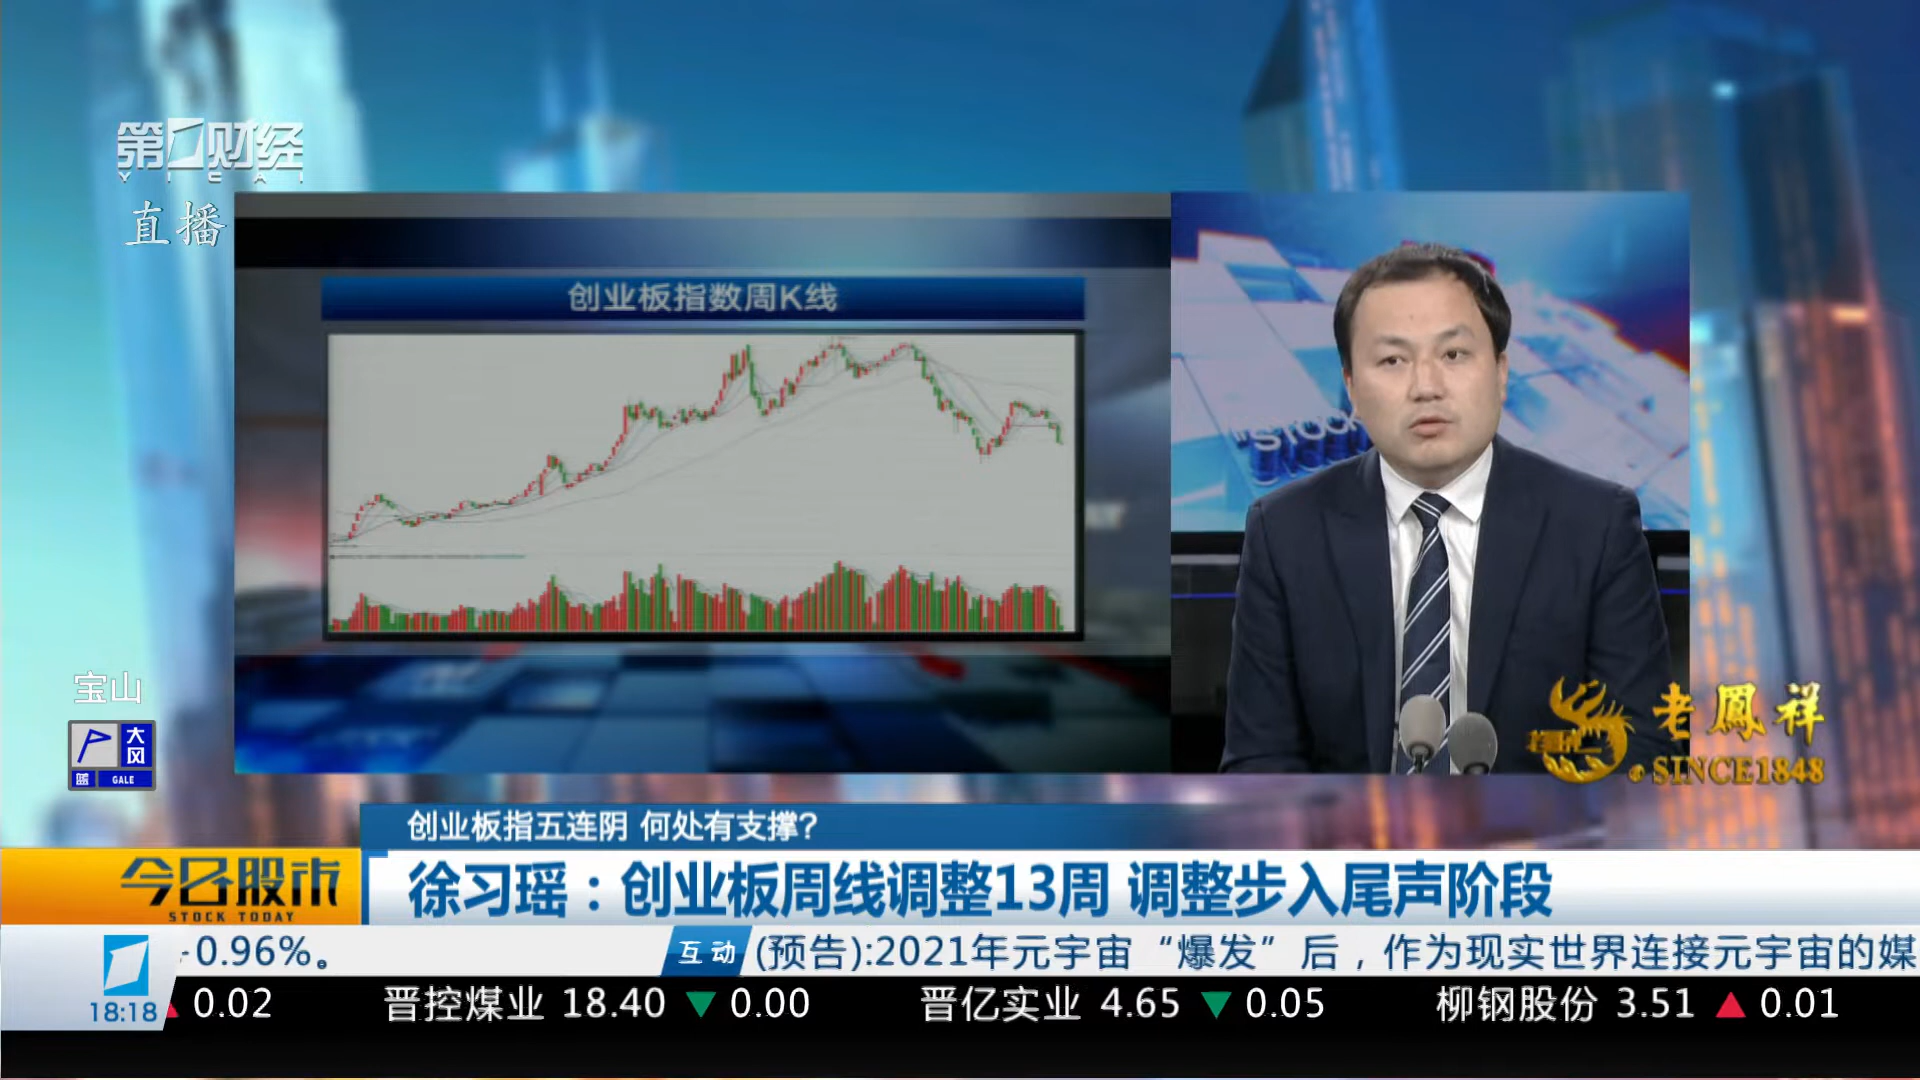 第一财经
YICAI
直播
创业板指数周K线
"STOCK
宝山
大风
蓝 GALE
老鳳祥
SINCE1848
创业板指五连阴 何处有支撑?
今日股市
STOCK TODAY
徐习瑶：创业板周线调整13周 调整步入尾声阶段
-0.96%。
互动 (预告):2021年元宇宙“爆发”后，作为现实世界连接元宇宙的媒
18:18
▲ 0.02 晋控煤业 18.40 ▼ 0.00 晋亿实业 4.65 ▼ 0.05 柳钢股份 3.51 ▲ 0.01